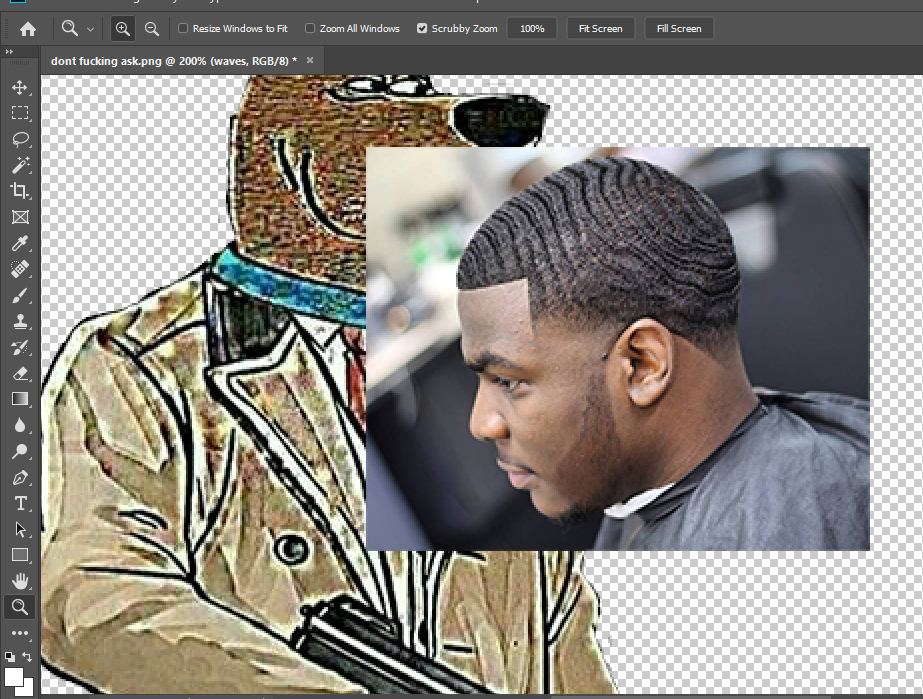 Resize Windows to Fit
Zoom All Windows
Scrubby Zoom
100%
Fit Screen
Fill Screen
dont fucking ask.png @ 200% (waves, RGB/8) *